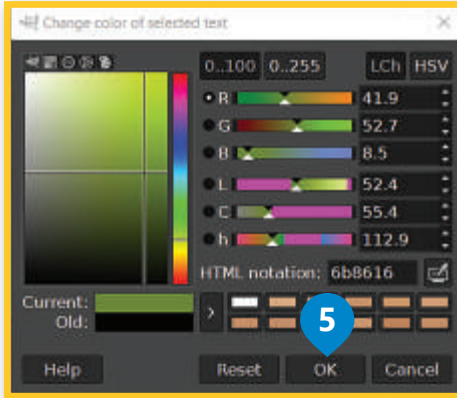 Change color of selected text
0..100 0..255 LCh HSV
R 41.9
G 52.7
B 8.5
L 52.4
C 55.4
h 112.9
HTML notation: 6b8616
Current:
Old:
5
Help Reset OK Cancel